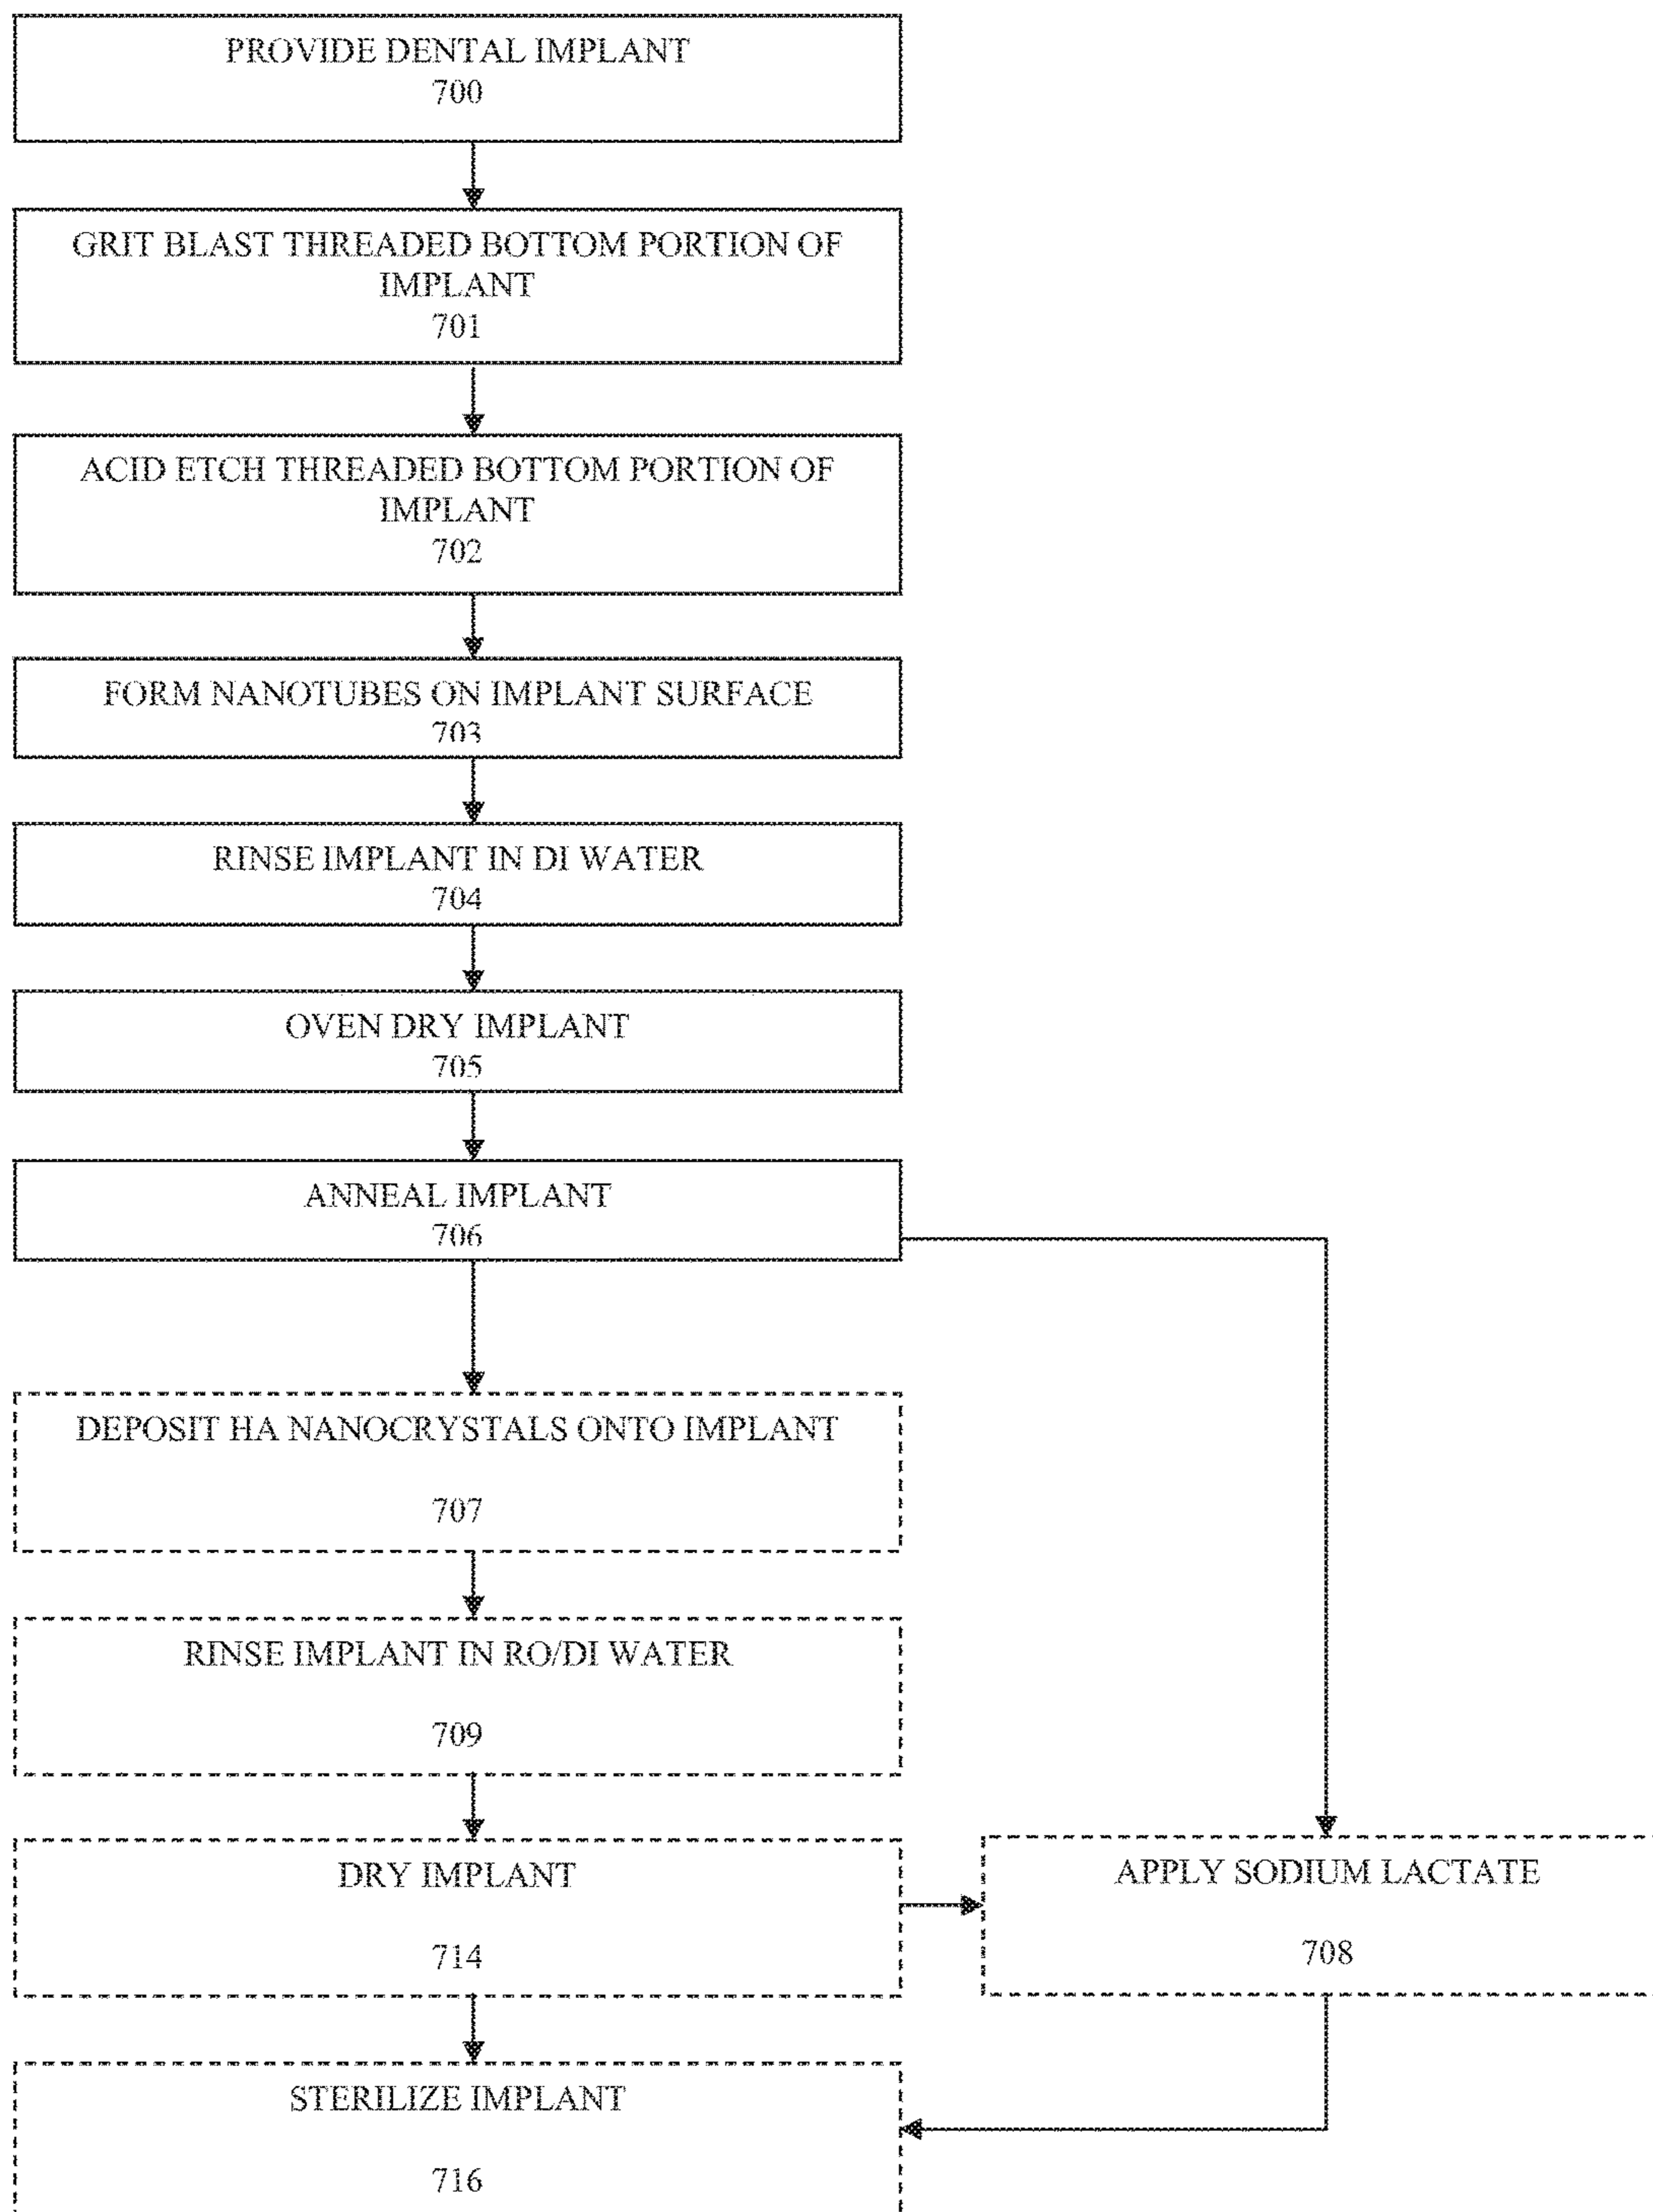 PROVIDE DENTAL IMPLANT
700
GRIT BLAST THREADED BOTTOM PORTION OF
IMPLANT
701
ACID ETCH THREADED BOTTOM PORTION OF
IMPLANT
702
FORM NANOTUBES ON IMPLANT SURFACE
703
RINSE IMPLANT IN DI WATER
704
OVEN DRY IMPLANT
705
ANNEAL IMPLANT
706
DEPOSIT HA NANOCRYSTALS ONTO IMPLANT
707
RINSE IMPLANT IN RO/DI WATER
709
DRY IMPLANT
714
APPLY SODIUM LACTATE
708
STERILIZE IMPLANT
716